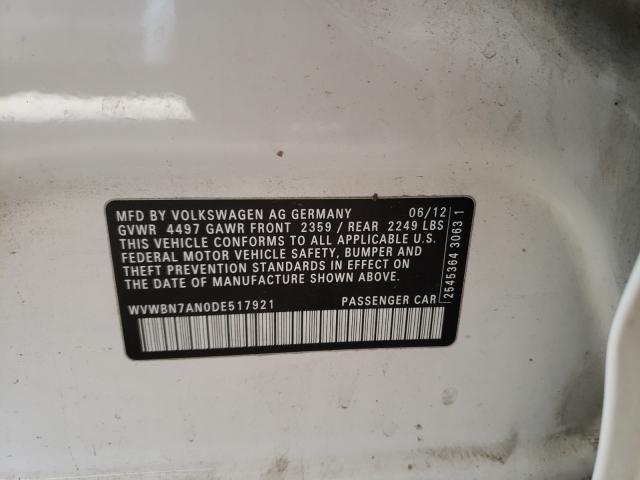 MFD BY VOLKSWAGEN AG GERMANY 06/12
GVWR 4497 GAWR FRONT 2359 / REAR 2249 LBS
THIS VEHICLE CONFORMS TO ALL APPLICABLE U.S.
FEDERAL MOTOR VEHICLE SAFETY, BUMPER AND
THEFT PREVENTION STANDARDS IN EFFECT ON
THE DATE OF MANUFACTURE SHOWN ABOVE.
WVWBN7AN0DE517921 PASSENGER CAR
2545364 3063 1